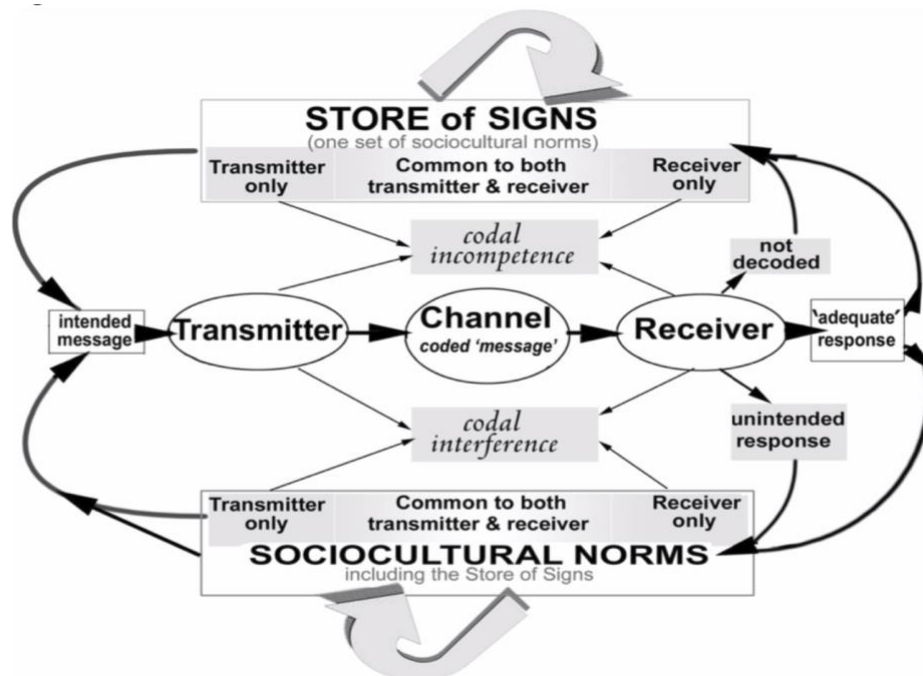 STORE of SIGNS
(one set of sociocultural norms)
Transmitter only
Common to both transmitter & receiver
Receiver only
codal
incompetence
not
decoded
intended
message
Transmitter
Channel
coded 'message'
Receiver
'adequate'
response
codal
interference
unintended
response
Transmitter only
Common to both transmitter & receiver
Receiver only
SOCIOCULTURAL NORMS
including the Store of Signs